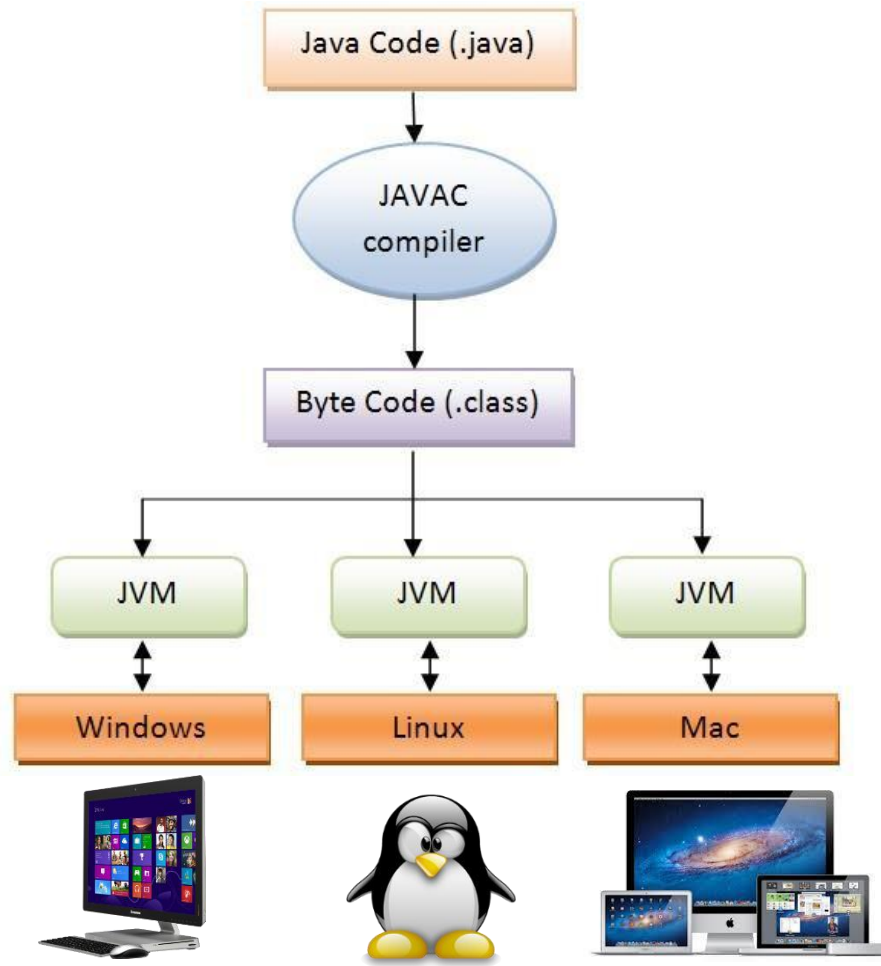 Java Code (.java)
JAVAC
compiler
Byte Code (.class)
JVM
JVM
JVM
Windows
Linux
Mac